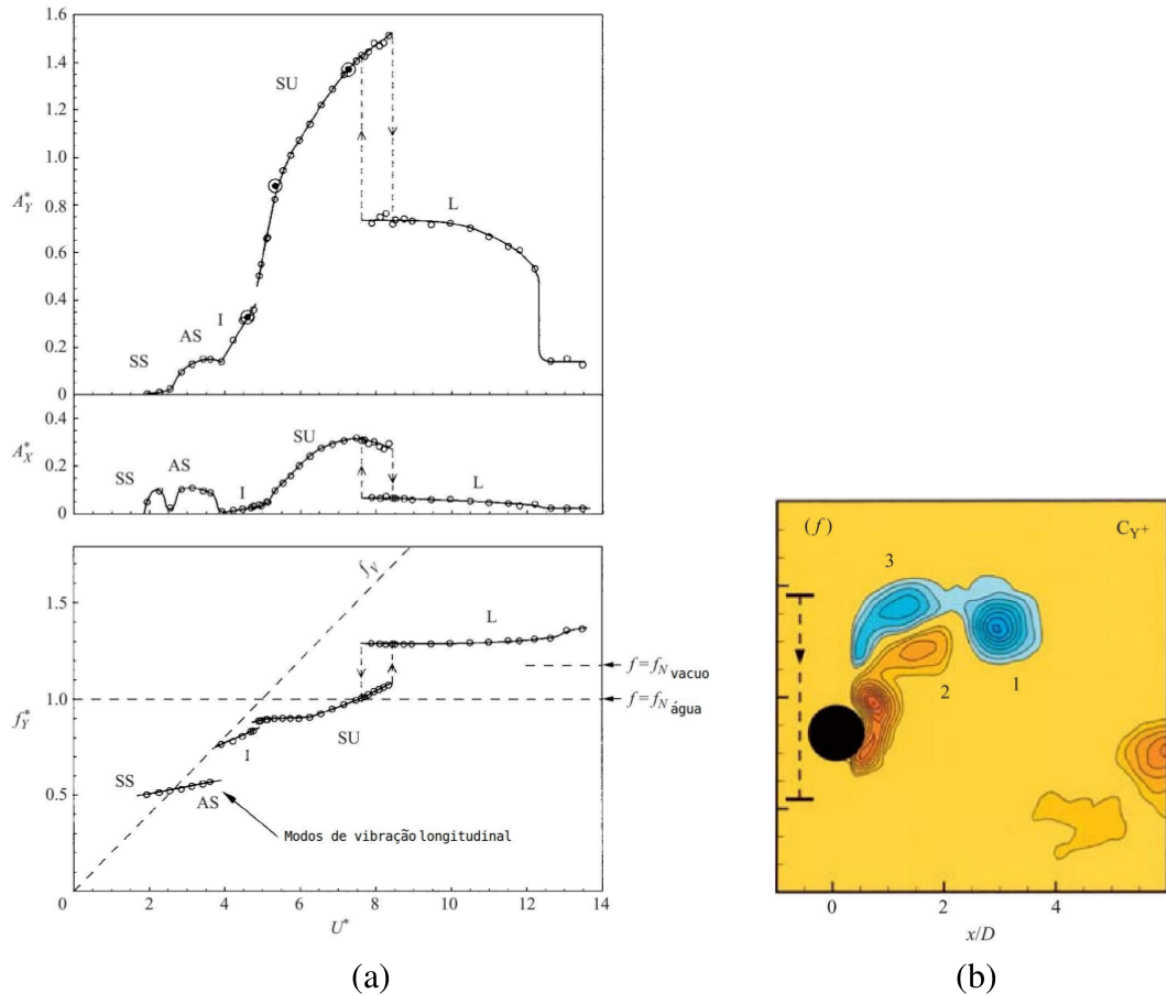 1.6
1.4
1.2
1.0
0.8
0.6
0.4
0.2
0
A*Y
SU
L
I
AS
SS
0.4
0.2
0
A*X
SS
AS
I
SU
L
1.5
1.0
0.5
f*Y
fV
L
f = fN vacuo
f = fN água
SU
I
SS
AS
Modos de vibração longitudinal
0 2 4 6 8 10 12 14
U*
(a)
(f) CY+
3
2 1
0 2 4
x/D
(b)